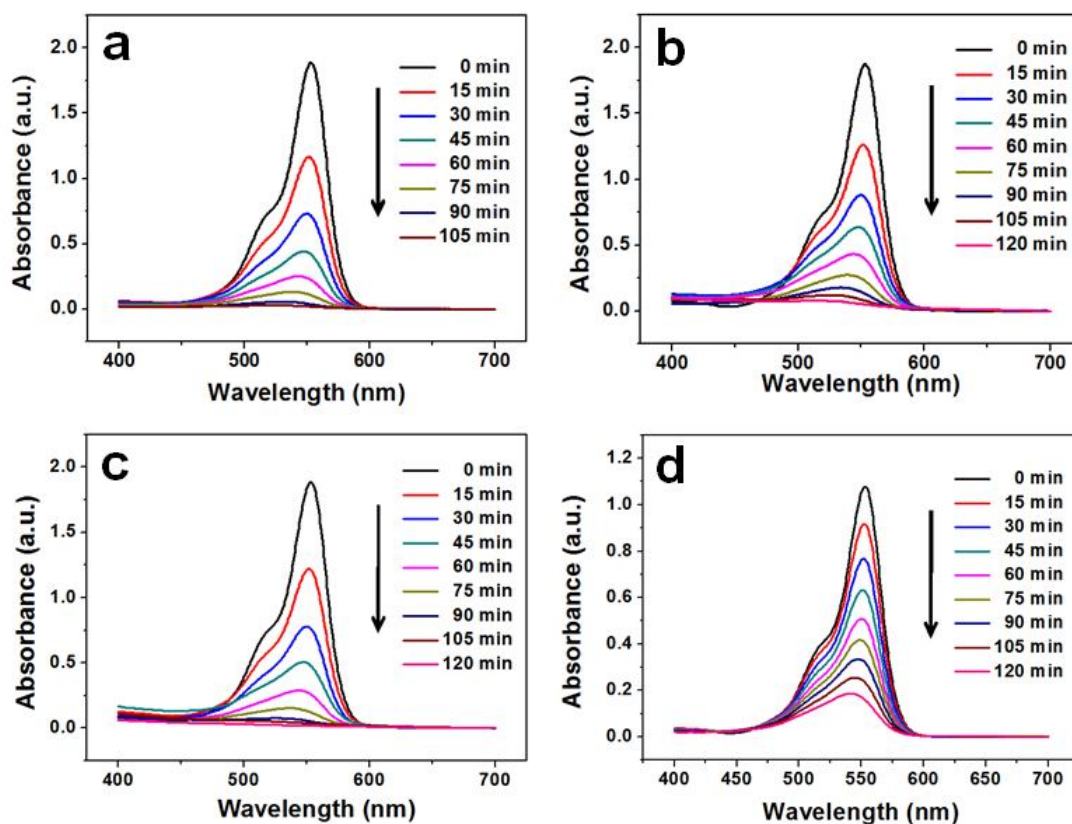 a
Absorbance (a.u.)
2.0
1.5
1.0
0.5
0.0
0 min
15 min
30 min
45 min
60 min
75 min
90 min
105 min
400
500
600
700
Wavelength (nm)
b
Absorbance (a.u.)
2.0
1.5
1.0
0.5
0.0
0 min
15 min
30 min
45 min
60 min
75 min
90 min
105 min
120 min
400
500
600
700
Wavelength (nm)
c
Absorbance (a.u.)
2.0
1.5
1.0
0.5
0.0
0 min
15 min
30 min
45 min
60 min
75 min
90 min
105 min
120 min
400
500
600
700
Wavelength (nm)
d
Absorbance (a.u.)
1.2
1.0
0.8
0.6
0.4
0.2
0.0
0 min
15 min
30 min
45 min
60 min
75 min
90 min
105 min
120 min
400
450
500
550
600
650
700
Wavelength (nm)